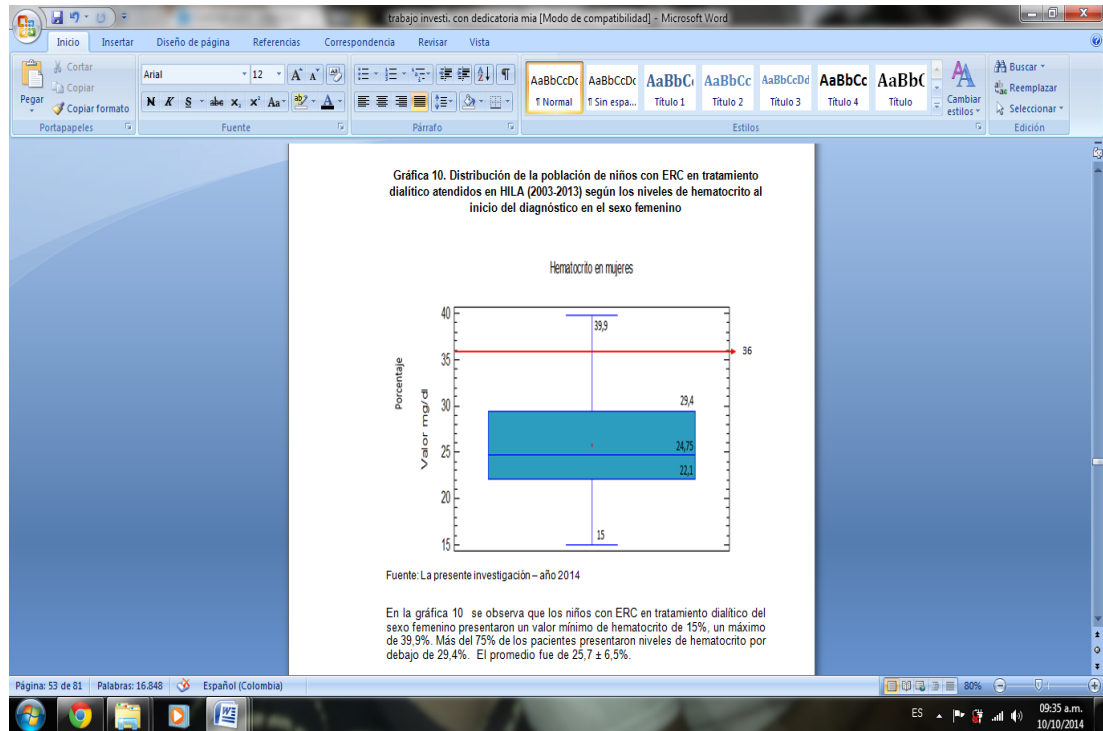 trabajo investi. con dedicatoria mia [Modo de compatibilidad] - Microsoft Word
Inicio Insertar Diseño de página Referencias Correspondencia Revisar Vista
Pegar
Cortar
Copiar
Copiar formato
Portapapeles
Arial 12
N K S abe x₂ x² Aa
Fuente
Párrafo
AaBbCcDc AaBbCcDc AaBbC AaBbCc AaBbCcDd AaBbCc AaBb(
¶ Normal ¶ Sin espa... Título 1 Título 2 Título 3 Título 4 Título
Cambiar
estilos
Estilos
Buscar
Reemplazar
Seleccionar
Edición
Gráfica 10. Distribución de la población de niños con ERC en tratamiento
dialítico atendidos en HILA (2003-2013) según los niveles de hematocrito al
inicio del diagnóstico en el sexo femenino
Hematocrito en mujeres
Porcentaje
Valor mg/dl
40
35
30
25
20
15
39,9
36
29,4
24,75
22,1
15
Fuente: La presente investigación – año 2014
En la gráfica 10 se observa que los niños con ERC en tratamiento dialítico del
sexo femenino presentaron un valor mínimo de hematocrito de 15%, un máximo
de 39,9%. Más del 75% de los pacientes presentaron niveles de hematocrito por
debajo de 29,4%. El promedio fue de 25,7 ± 6,5%.
Página: 53 de 81 Palabras: 16.848 Español (Colombia) 80%
ES 09:35 a.m.
10/10/2014